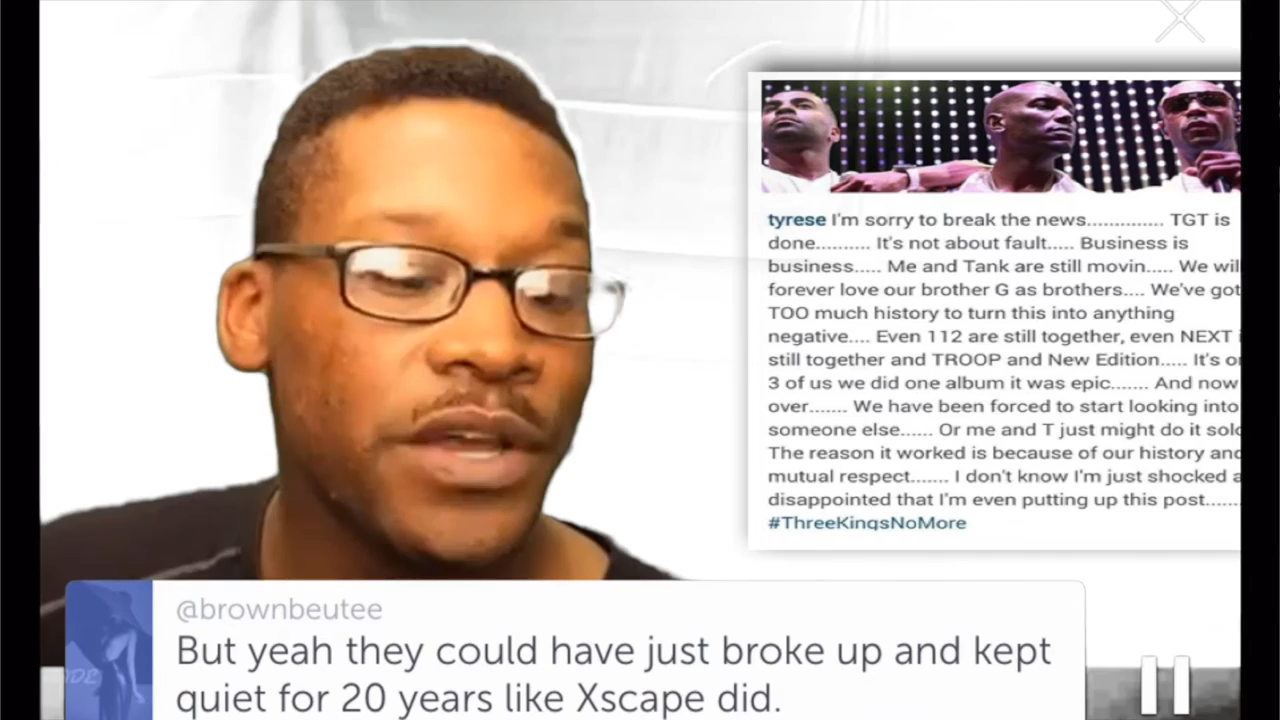 tyrese I'm sorry to break the news............. TGT is
done.......... It's not about fault..... Business is
business..... Me and Tank are still movin..... We wil
forever love our brother G as brothers.... We've got
TOO much history to turn this into anything
negative.... Even 112 are still together, even NEXT i
still together and TROOP and New Edition..... It's o
3 of us we did one album it was epic....... And now
over....... We have been forced to start looking into
someone else...... Or me and T just might do it solo
The reason it worked is because of our history and
mutual respect....... I don't know I'm just shocked a
disappointed that I'm even putting up this post.......
#ThreeKingsNoMore
@brownbeutee
But yeah they could have just broke up and kept
quiet for 20 years like Xscape did.